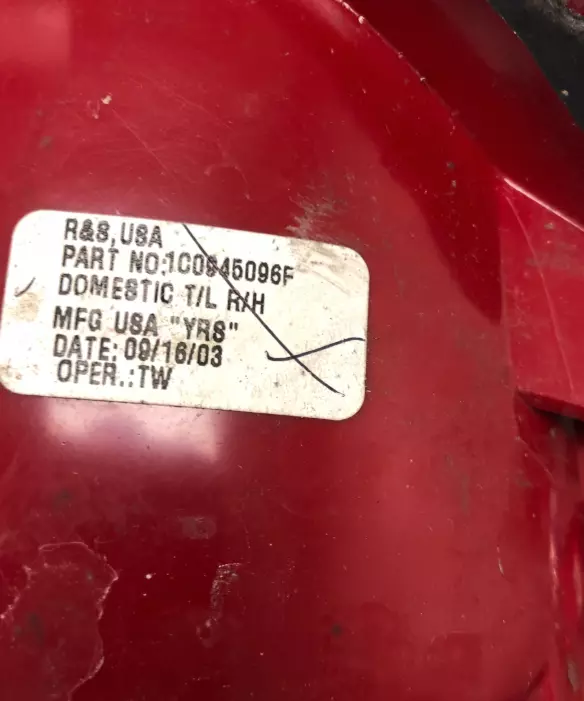 R&S, USA
PART NO:1C0945096F
DOMESTIC T/L R/H
MFG USA "YRS"
DATE: 09/16/03
OPER.:TW